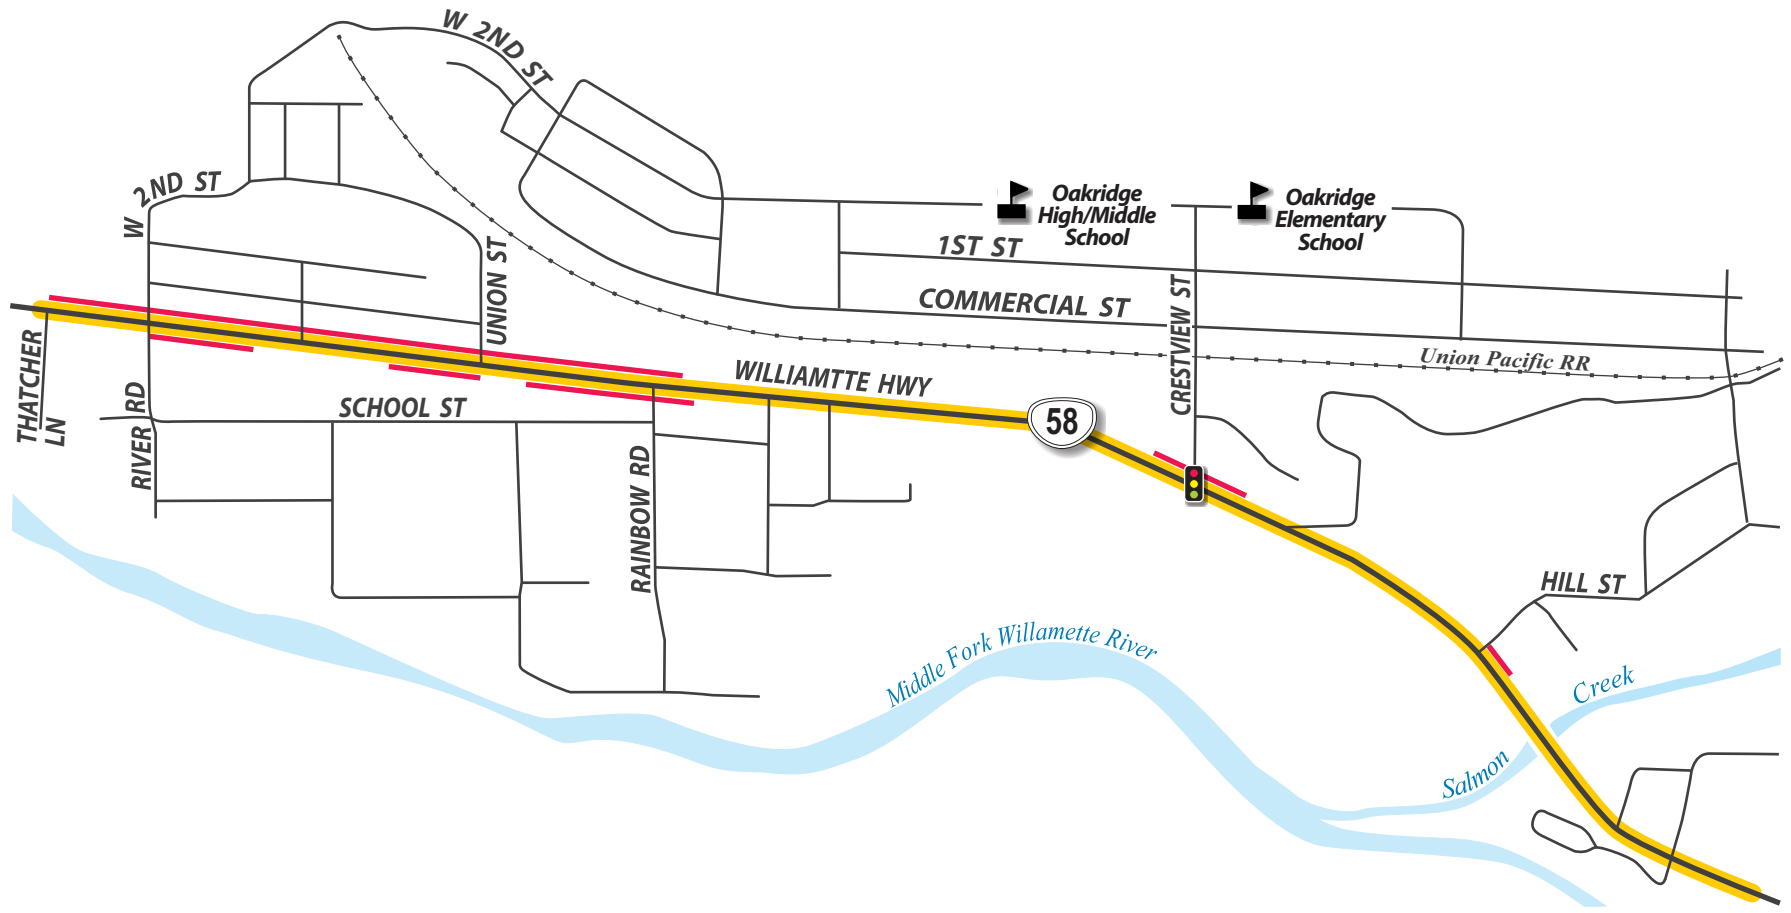 W 2ND ST
W 2ND ST
Oakridge
High/Middle
School
Oakridge
Elementary
School
1ST ST
UNION ST
COMMERCIAL ST
CRESTVIEW ST
Union Pacific RR
THATCHER
LN
RIVER RD
SCHOOL ST
WILLIAMTTE HWY
58
RAINBOW RD
HILL ST
Middle Fork Willamette River
Salmon Creek